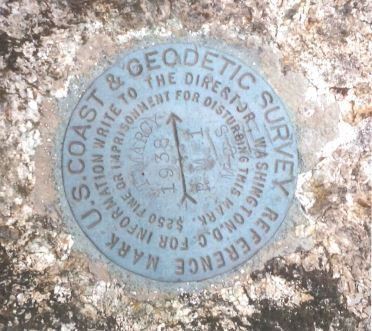 U.S. COAST & GEODETIC SURVEY
REFERENCE MARK
FOR INFORMATION WRITE TO THE DIRECTOR, WASHINGTON, D.C.
$250 FINE OR IMPRISONMENT FOR DISTURBING THIS MARK.
MARCY
1938